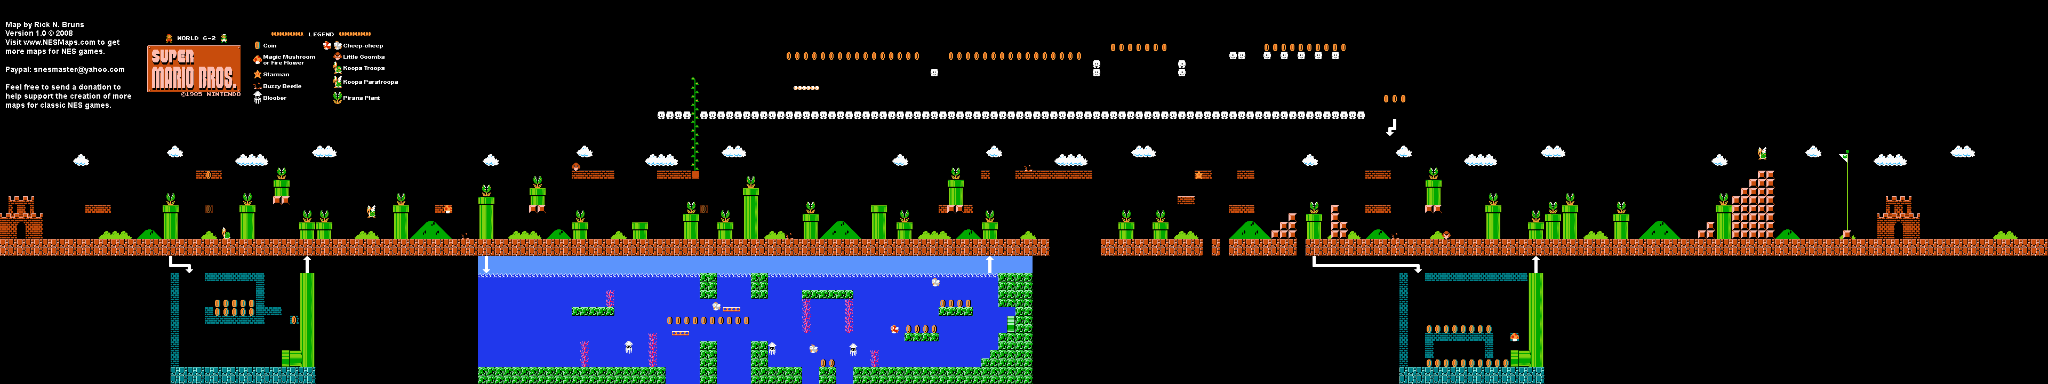 Map by Rick N. Bruns
Version 1.0 © 2008
Visit www.NESMaps.com to get
more maps for NES games.
Paypal: snesmaster@yahoo.com
Feel free to send a donation to
help support the creation of more
maps for classic NES games.
WORLD 6-2
SUPER
MARIO BROS.
©1985 NINTENDO
LEGEND
Coin
Magic Mushroom
or Fire Flower
Starman
Buzzy Beetle
Bloober
Cheep-cheep
Little Goomba
Koopa Troopa
Koopa Paratroopa
Pirana Plant